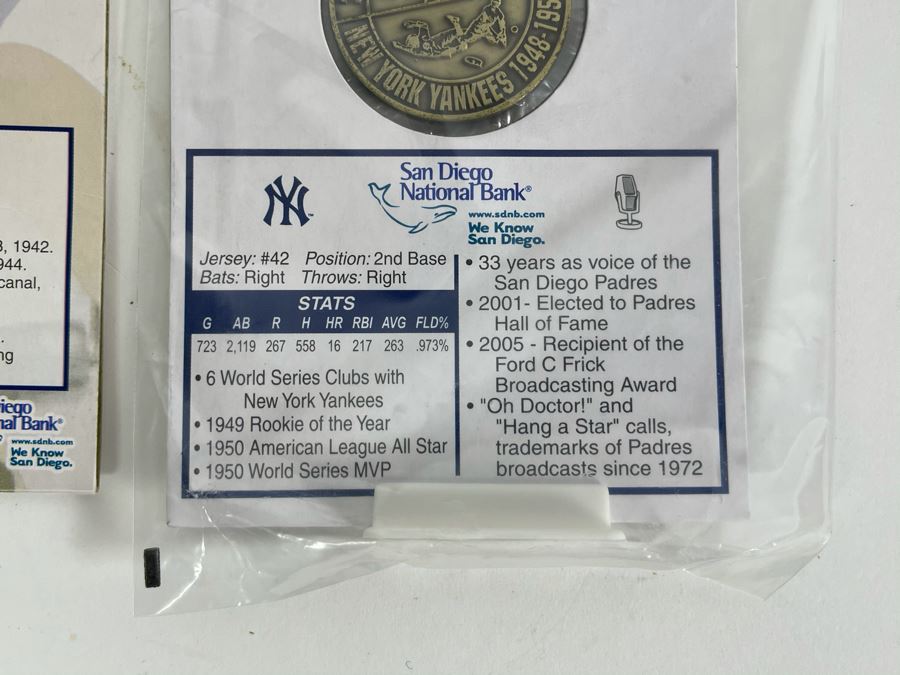 NEW YORK YANKEES 1948-195
NY
San Diego
National Bank®
www.sdnb.com
We Know
San Diego.
Jersey: #42 Position: 2nd Base
Bats: Right Throws: Right
STATS
G AB R H HR RBI AVG FLD%
723 2,119 267 558 16 217 263 .973%
• 6 World Series Clubs with
New York Yankees
• 1949 Rookie of the Year
• 1950 American League All Star
• 1950 World Series MVP
• 33 years as voice of the
San Diego Padres
• 2001- Elected to Padres
Hall of Fame
• 2005 - Recipient of the
Ford C Frick
Broadcasting Award
• "Oh Doctor!" and
"Hang a Star" calls,
trademarks of Padres
broadcasts since 1972
, 1942.
944.
canal,
ng
iego
nal Bank®
www.sdnb.com
We Know
San Diego.